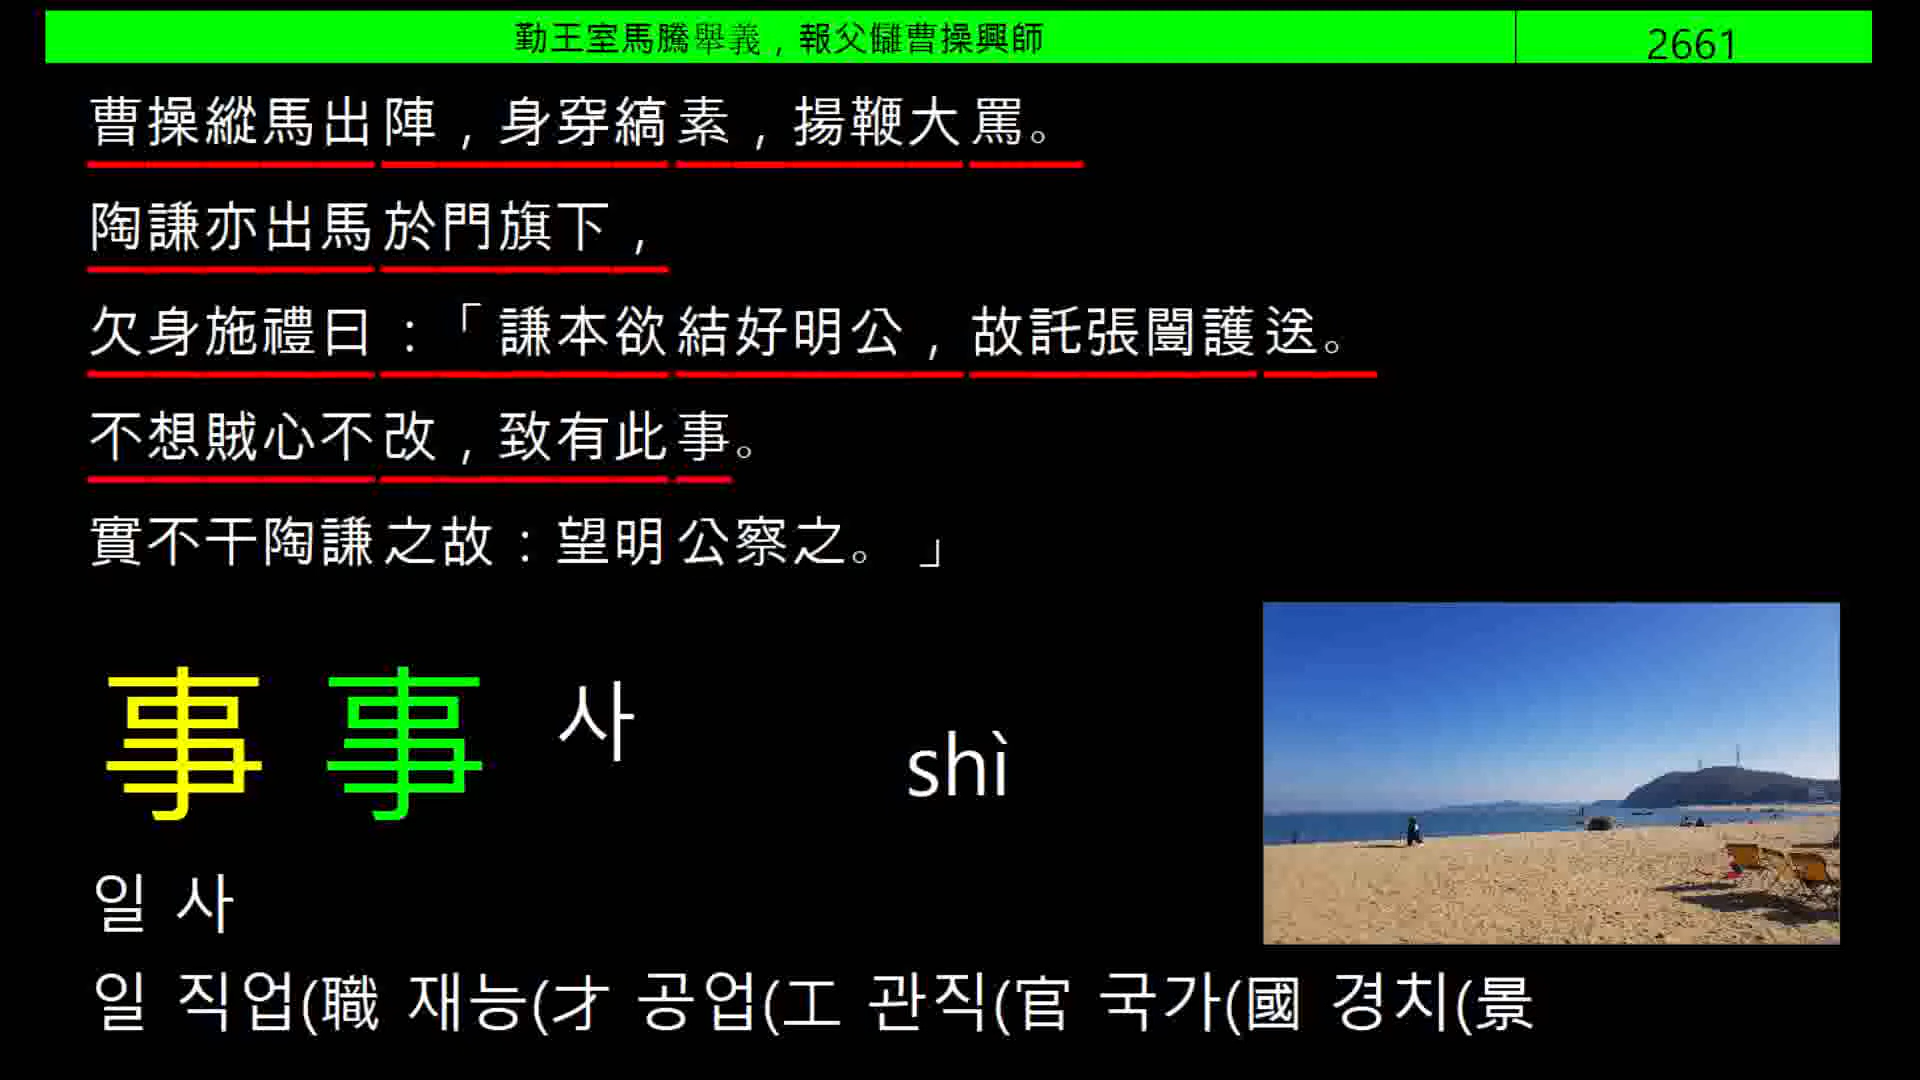 勤王室馬騰舉義，報父讎曹操興師
2661
曹操縱馬出陣，身穿縞素，揚鞭大罵。
陶謙亦出馬於門旗下，
欠身施禮曰：「謙本欲結好明公，故託張闓護送。
不想賊心不改，致有此事。
實不干陶謙之故：望明公察之。」
事 事 사 shì
일 사
일 직업(職 재능(才 공업(工 관직(官 국가(國 경치(景